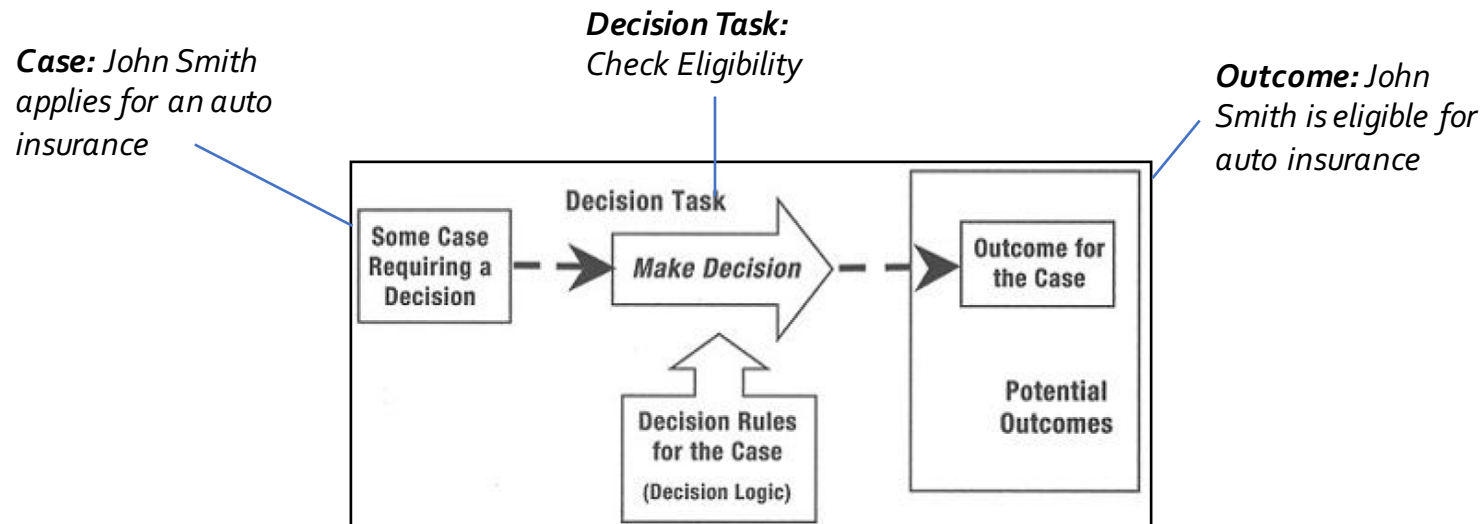 Decision Task:
Check Eligibility
Case: John Smith
applies for an auto
insurance
Outcome: John
Smith is eligible for
auto insurance
Decision Task
Some Case
Requiring a
Decision
Make Decision
Outcome for
the Case
Decision Rules
for the Case
(Decision Logic)
Potential
Outcomes